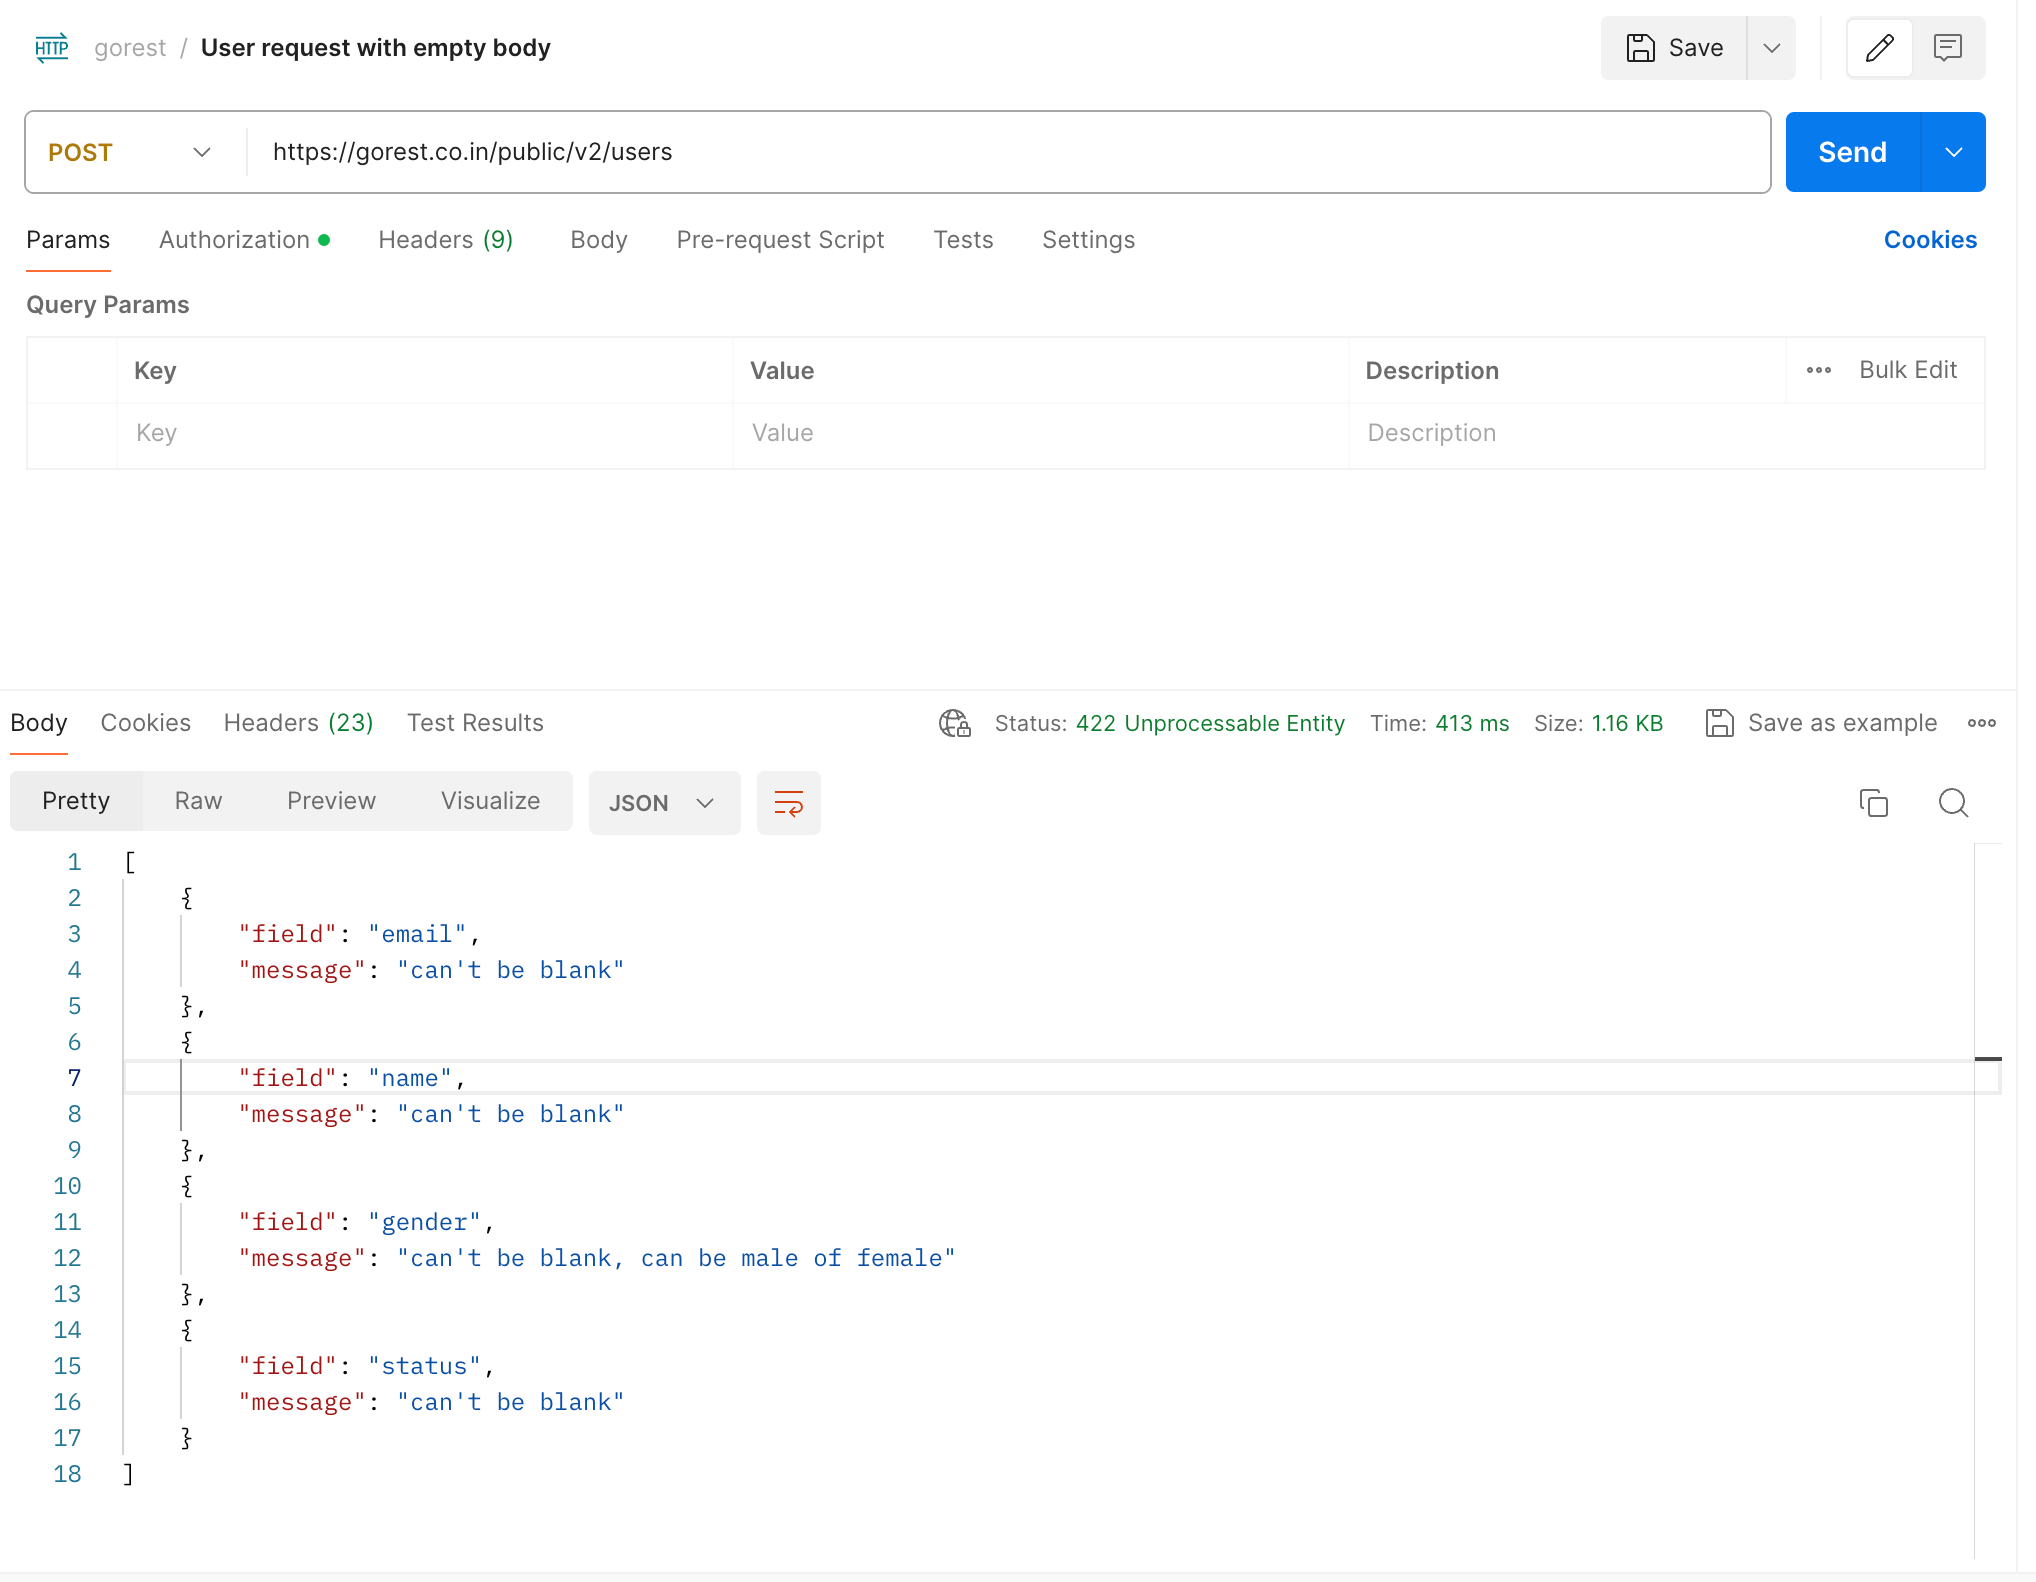 HTTP gorest / User request with empty body Save
POST https://gorest.co.in/public/v2/users Send
Params Authorization Headers (9) Body Pre-request Script Tests Settings Cookies
Query Params
Key Value Description Bulk Edit
Key Value Description
Body Cookies Headers (23) Test Results Status: 422 Unprocessable Entity Time: 413 ms Size: 1.16 KB Save as example
Pretty Raw Preview Visualize JSON
1 [
2 {
3 "field": "email",
4 "message": "can't be blank"
5 },
6 {
7 "field": "name",
8 "message": "can't be blank"
9 },
10 {
11 "field": "gender",
12 "message": "can't be blank, can be male of female"
13 },
14 {
15 "field": "status",
16 "message": "can't be blank"
17 }
18 ]